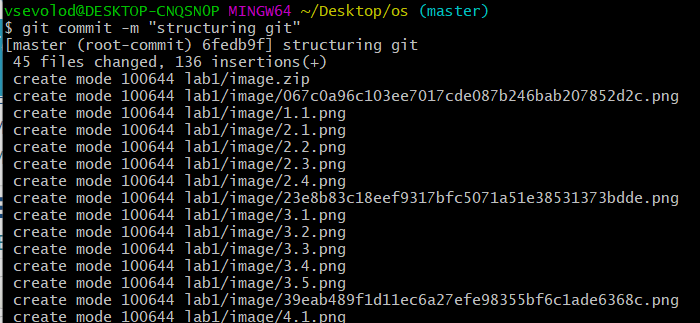 vsevolod@DESKTOP-CNQSN0P MINGW64 ~/Desktop/os (master)
$ git commit -m "structuring git"
[master (root-commit) 6fedb9f] structuring git
 45 files changed, 136 insertions(+)
 create mode 100644 lab1/image.zip
 create mode 100644 lab1/image/067c0a96c103ee7017cde087b246bab207852d2c.png
 create mode 100644 lab1/image/1.1.png
 create mode 100644 lab1/image/2.1.png
 create mode 100644 lab1/image/2.2.png
 create mode 100644 lab1/image/2.3.png
 create mode 100644 lab1/image/2.4.png
 create mode 100644 lab1/image/23e8b83c18eef9317bfc5071a51e38531373bdde.png
 create mode 100644 lab1/image/3.1.png
 create mode 100644 lab1/image/3.2.png
 create mode 100644 lab1/image/3.3.png
 create mode 100644 lab1/image/3.4.png
 create mode 100644 lab1/image/3.5.png
 create mode 100644 lab1/image/39eab489f1d11ec6a27efe98355bf6c1ade6368c.png
 create mode 100644 lab1/image/4.1.png